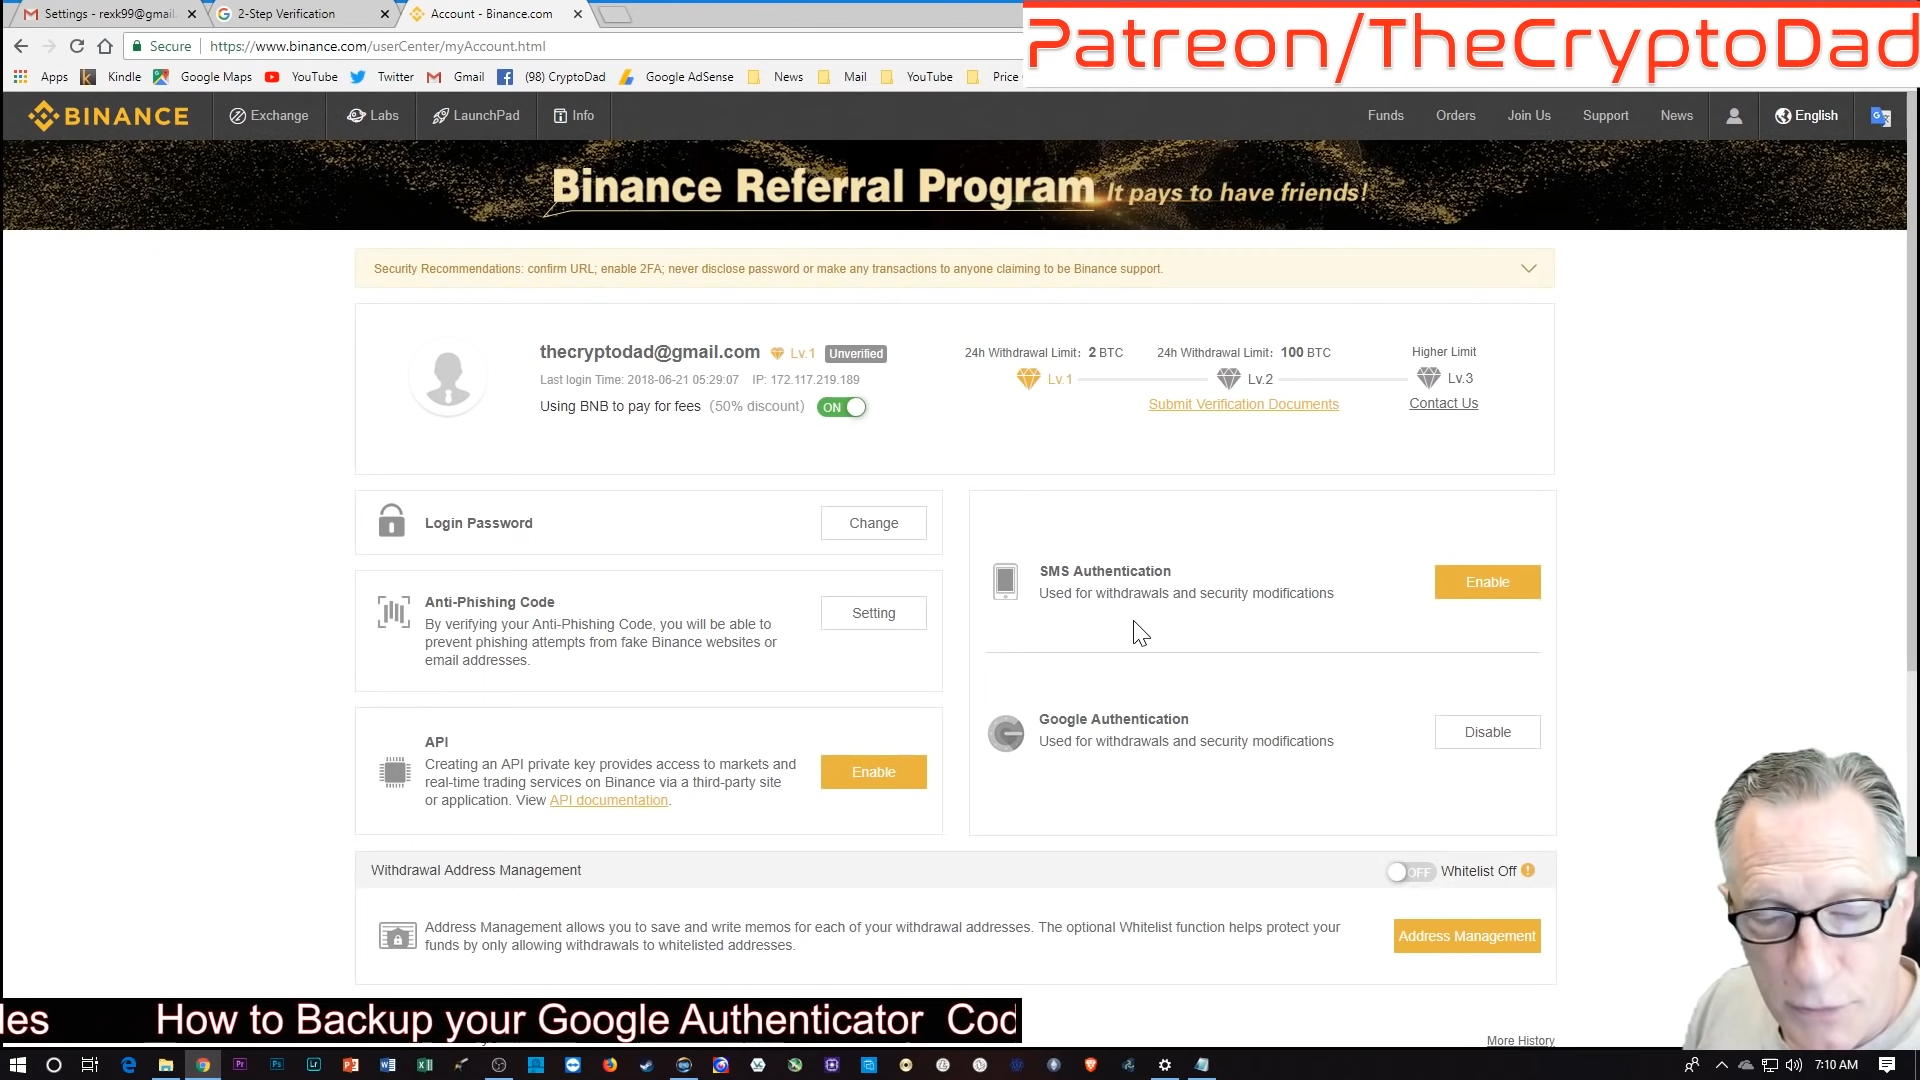 Settings - rexk99@gmail.
2-Step Verification
Account - Binance.com
Patreon/TheCryptoDad
Secure https://www.binance.com/userCenter/myAccount.html
Apps Kindle Google Maps YouTube Twitter Gmail (98) CryptoDad Google AdSense News Mail YouTube Price
BINANCE Exchange Labs LaunchPad Info Funds Orders Join Us Support News English
Binance Referral Program It pays to have friends!
Security Recommendations: confirm URL; enable 2FA; never disclose password or make any transactions to anyone claiming to be Binance support.
thecryptodad@gmail.com Lv.1 Unverified
Last login Time: 2018-06-21 05:29:07 IP: 172.117.219.189
Using BNB to pay for fees (50% discount) ON
24h Withdrawal Limit: 2 BTC 24h Withdrawal Limit: 100 BTC Higher Limit
Lv.1 Lv.2 Lv.3
Submit Verification Documents Contact Us
Login Password Change
Anti-Phishing Code
By verifying your Anti-Phishing Code, you will be able to
prevent phishing attempts from fake Binance websites or
email addresses.
Setting
API
Creating an API private key provides access to markets and
real-time trading services on Binance via a third-party site
or application. View API documentation.
Enable
SMS Authentication
Used for withdrawals and security modifications
Enable
Google Authentication
Used for withdrawals and security modifications
Disable
Withdrawal Address Management OFF Whitelist Off
Address Management allows you to save and write memos for each of your withdrawal addresses. The optional Whitelist function helps protect your
funds by only allowing withdrawals to whitelisted addresses.
Address Management
les How to Backup your Google Authenticator Cod
More History
7:10 AM